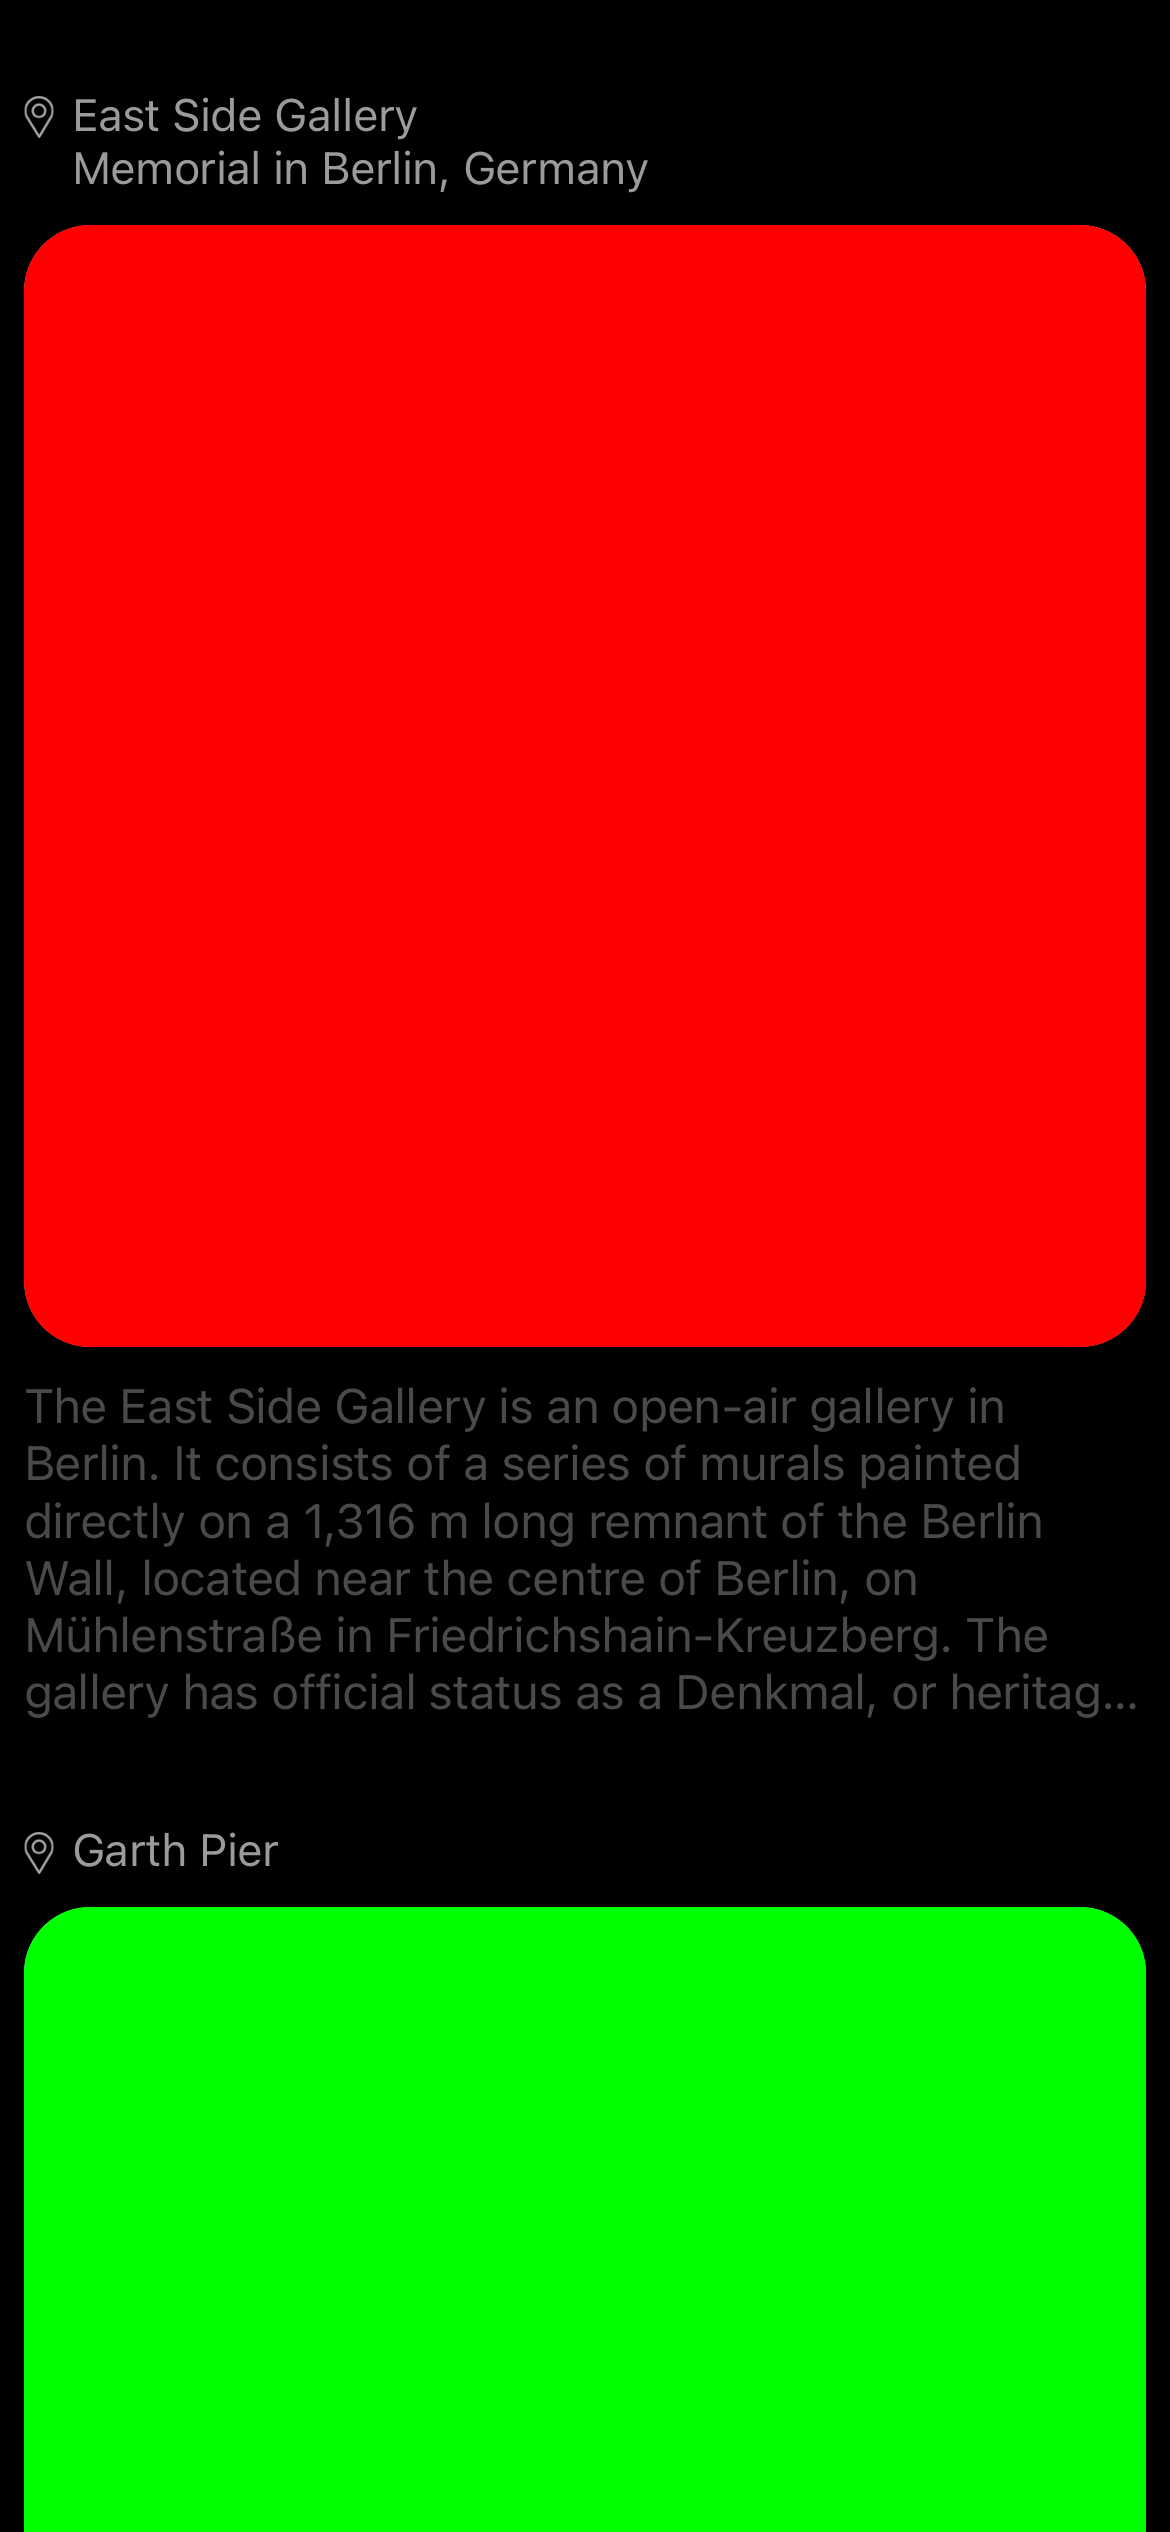 East Side Gallery
Memorial in Berlin, Germany
The East Side Gallery is an open-air gallery in
Berlin. It consists of a series of murals painted
directly on a 1,316 m long remnant of the Berlin
Wall, located near the centre of Berlin, on
Mühlenstraße in Friedrichshain-Kreuzberg. The
gallery has official status as a Denkmal, or heritag...
Garth Pier